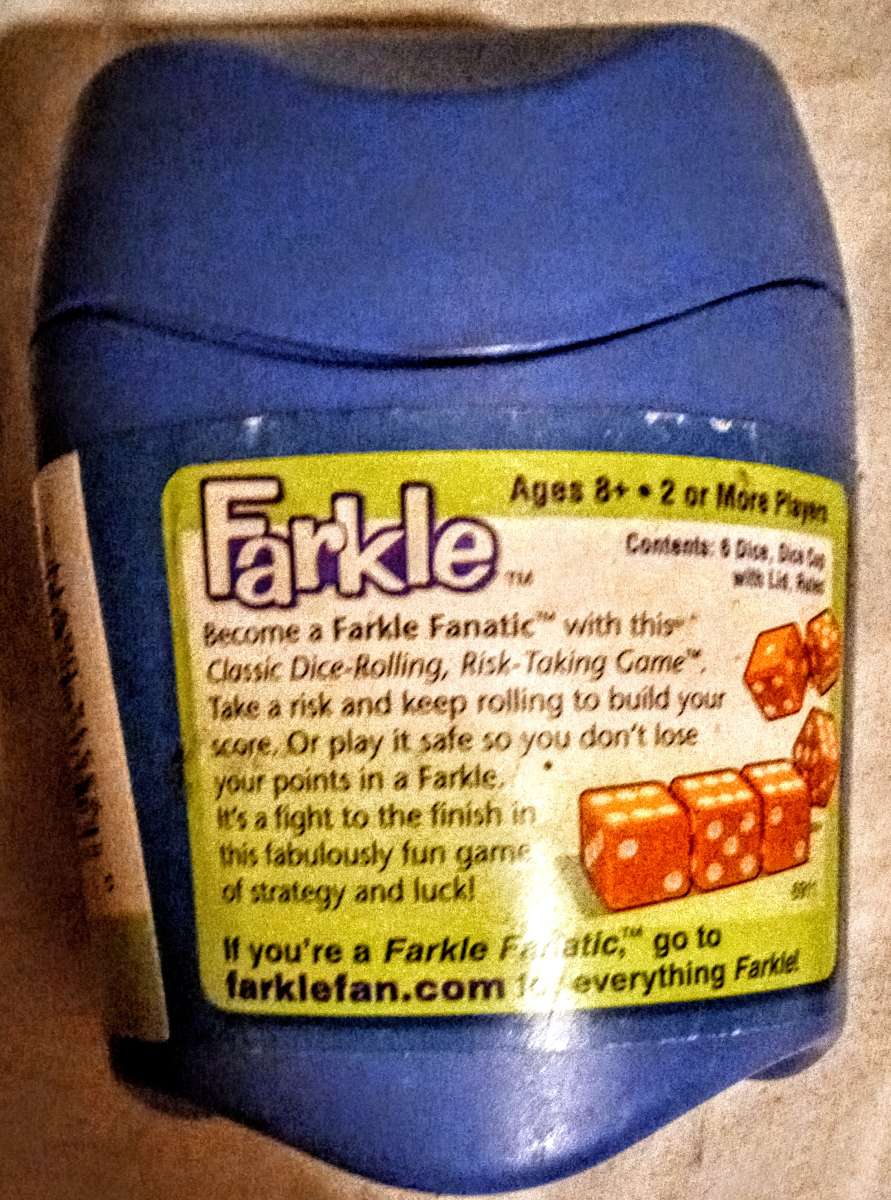 Farkle™
Ages 8+ • 2 or More Players
Contents: 6 Dice, Dice Cup
with Lid, Rules
Become a Farkle Fanatic™ with this
Classic Dice-Rolling, Risk-Taking Game™.
Take a risk and keep rolling to build your
score. Or play it safe so you don't lose
your points in a Farkle.
It's a fight to the finish in
this fabulously fun game
of strategy and luck!
6911
If you're a Farkle Fanatic,™ go to
farklefan.com for everything Farkle!